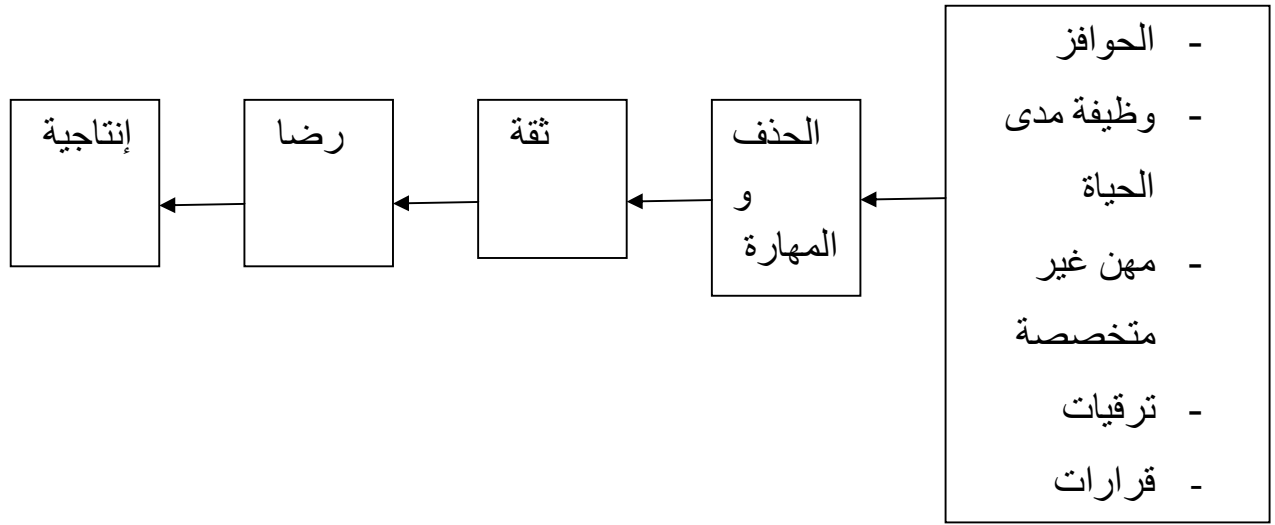 - الحوافز
- وظيفة مدى
الحياة
- مهن غير
متخصصة
- ترقيات
- قرارات
الحذف
و
المهارة
ثقة
رضا
إنتاجية